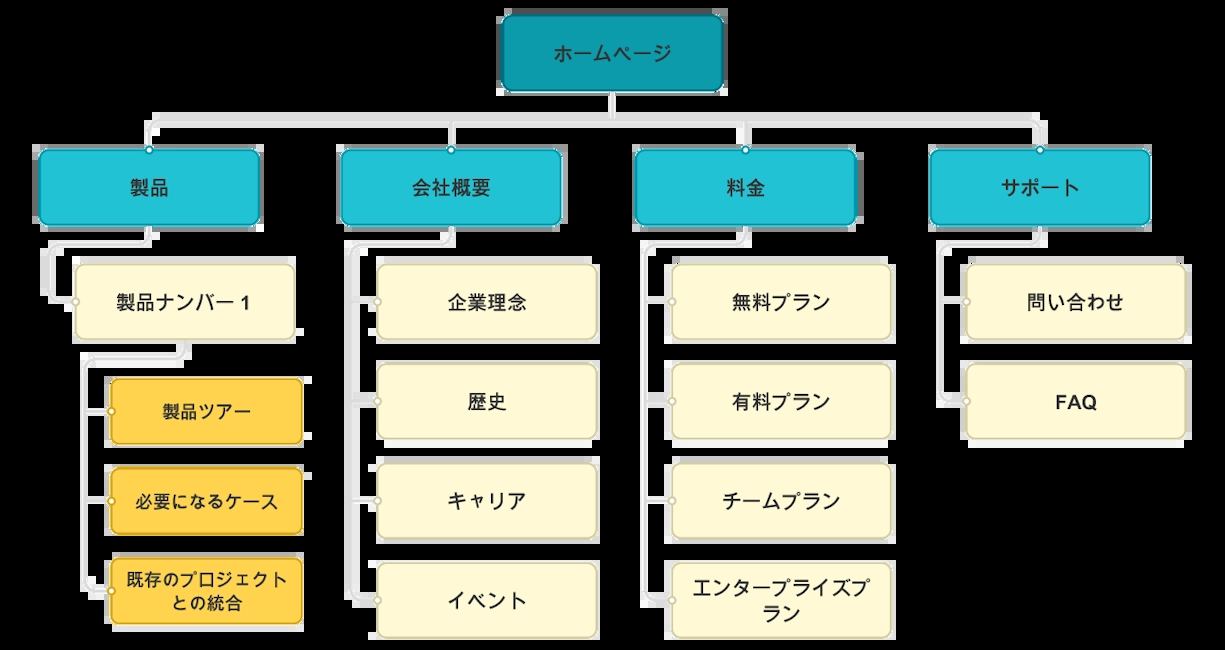 ホームページ
製品
会社概要
料金
サポート
製品ナンバー 1
企業理念
無料プラン
問い合わせ
歴史
有料プラン
FAQ
製品ツアー
必要になるケース
キャリア
チームプラン
既存のプロジェクト
との統合
イベント
エンタープライズプ
ラン